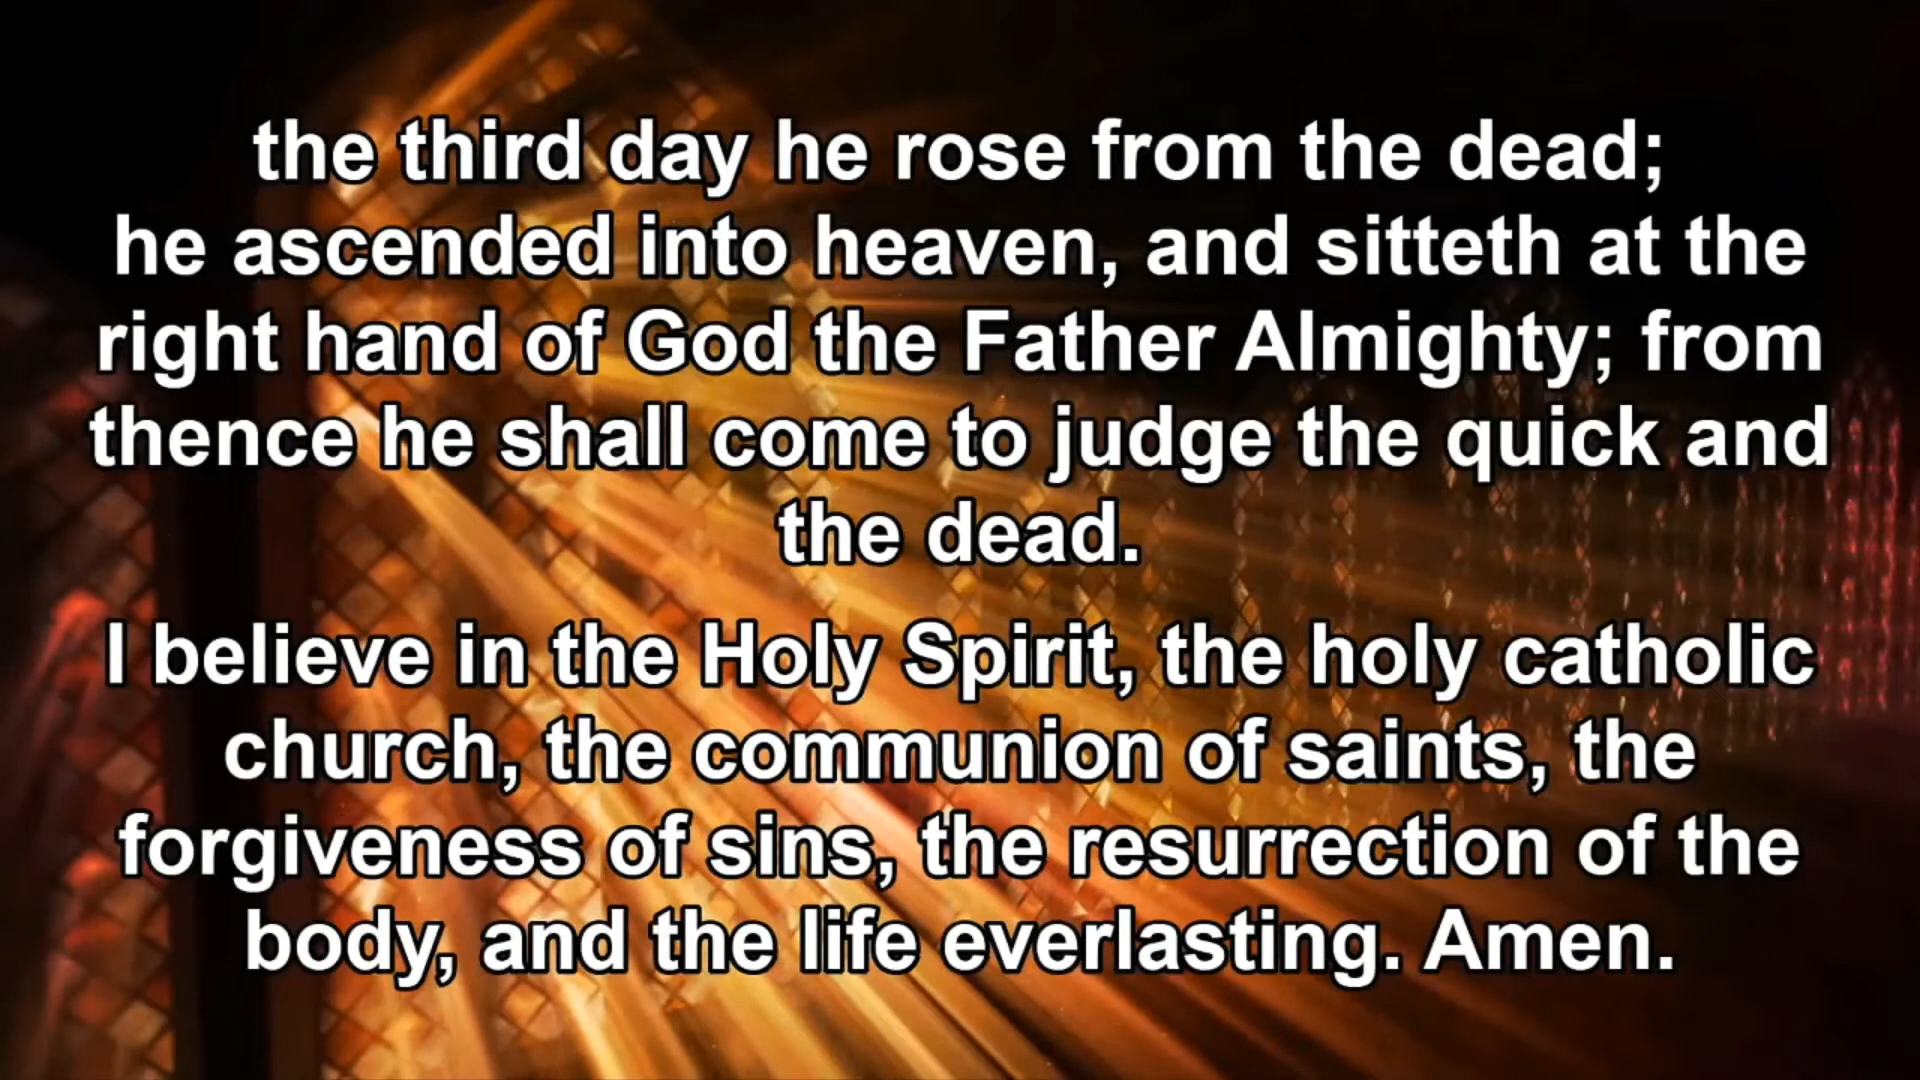 the third day he rose from the dead;
he ascended into heaven, and sitteth at the
right hand of God the Father Almighty; from
thence he shall come to judge the quick and
the dead.
I believe in the Holy Spirit, the holy catholic
church, the communion of saints, the
forgiveness of sins, the resurrection of the
body, and the life everlasting. Amen.